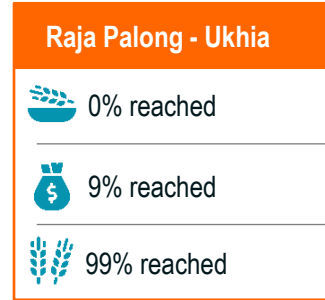 Raja Palong - Ukhia
0% reached
$
9% reached
99% reached